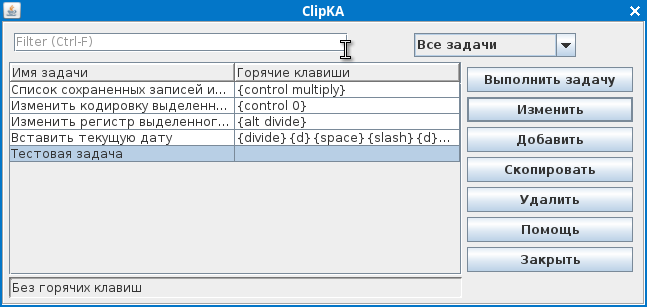 ClipKA
Filter (Ctrl-F)
Все задачи
Имя задачи Горячие клавиши
Список сохраненных записей и... {control multiply}
Изменить кодировку выделенн... {control 0}
Изменить регистр выделенног... {alt divide}
Вставить текущую дату {divide} {d} {space} {slash} {d}...
Тестовая задача
Выполнить задачу
Изменить
Добавить
Скопировать
Удалить
Помощь
Закрыть
Без горячих клавиш